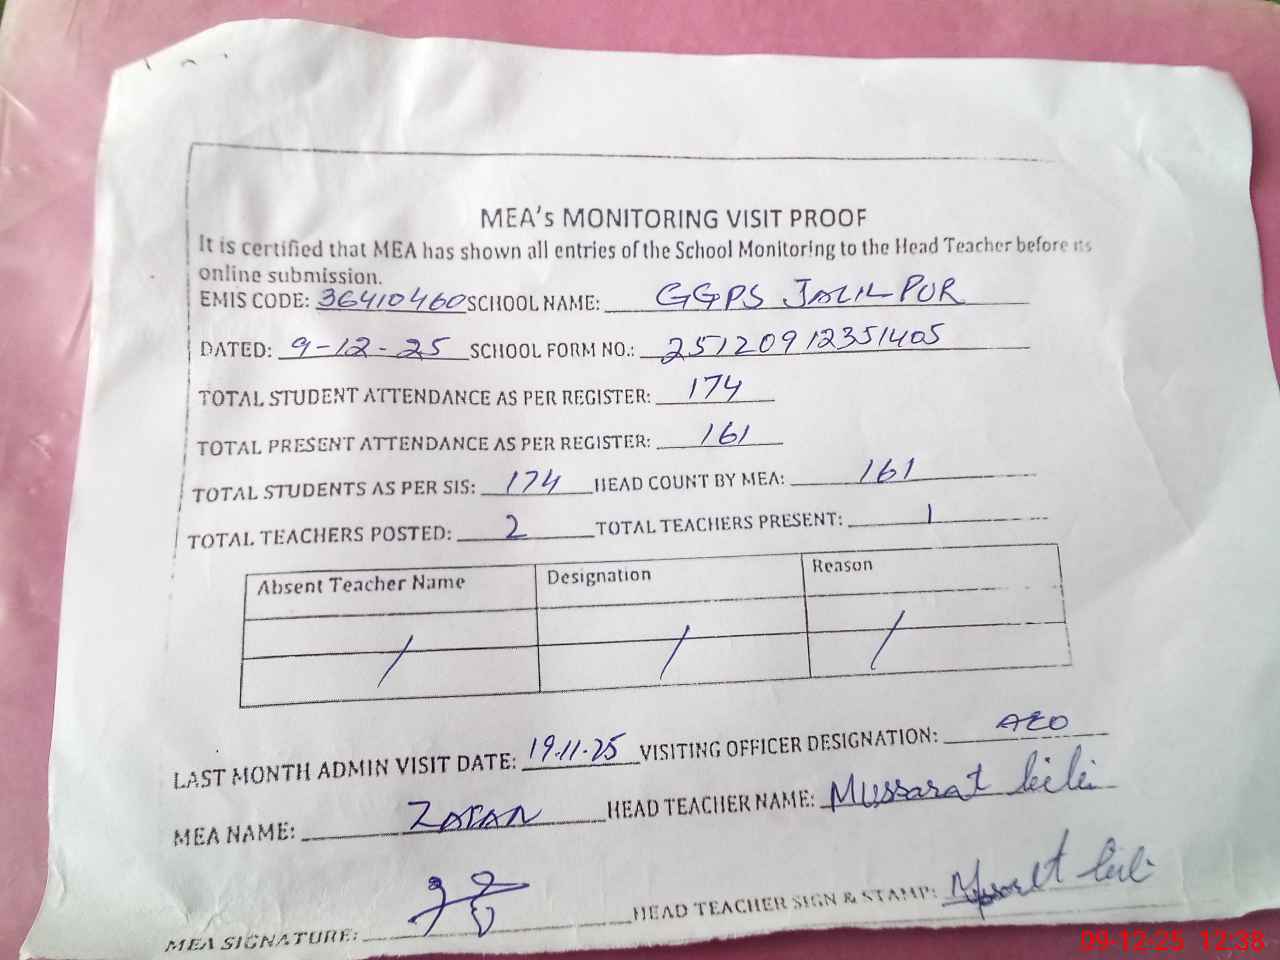 MEA's MONITORING VISIT PROOF
It is certified that MEA has shown all entries of the School Monitoring to the Head Teacher before its
online submission.
EMIS CODE: 36410460 SCHOOL NAME: GGPS JALIL PUR
DATED: 9-12-25 SCHOOL FORM NO.: 25120912351405
TOTAL STUDENT ATTENDANCE AS PER REGISTER: 174
TOTAL PRESENT ATTENDANCE AS PER REGISTER: 161
TOTAL STUDENTS AS PER SIS: 174 HEAD COUNT BY MEA: 161
TOTAL TEACHERS POSTED: 2 TOTAL TEACHERS PRESENT: 1
Absent Teacher Name Designation Reason
/ / /
LAST MONTH ADMIN VISIT DATE: 19.11.25 VISITING OFFICER DESIGNATION: AEO
MEA NAME: ZAFAR HEAD TEACHER NAME: Mussarat bibi
MEA SIGNATURE: HEAD TEACHER SIGN & STAMP:
09-12-25 12:38